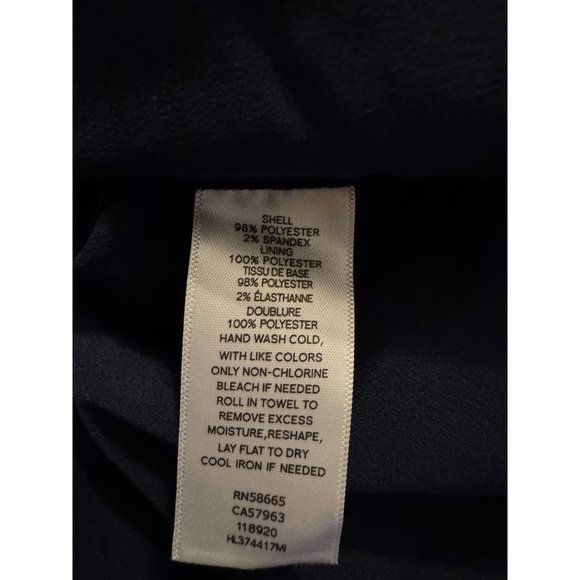 SHELL
98% POLYESTER
2% SPANDEX
LINING
100% POLYESTER
TISSU DE BASE
98% POLYESTER
2% ÉLASTHANNE
DOUBLURE
100% POLYESTER
HAND WASH COLD,
WITH LIKE COLORS
ONLY NON-CHLORINE
BLEACH IF NEEDED
ROLL IN TOWEL TO
REMOVE EXCESS
MOISTURE,RESHAPE,
LAY FLAT TO DRY
COOL IRON IF NEEDED
RN58665
CA57963
118920
HL374417MI